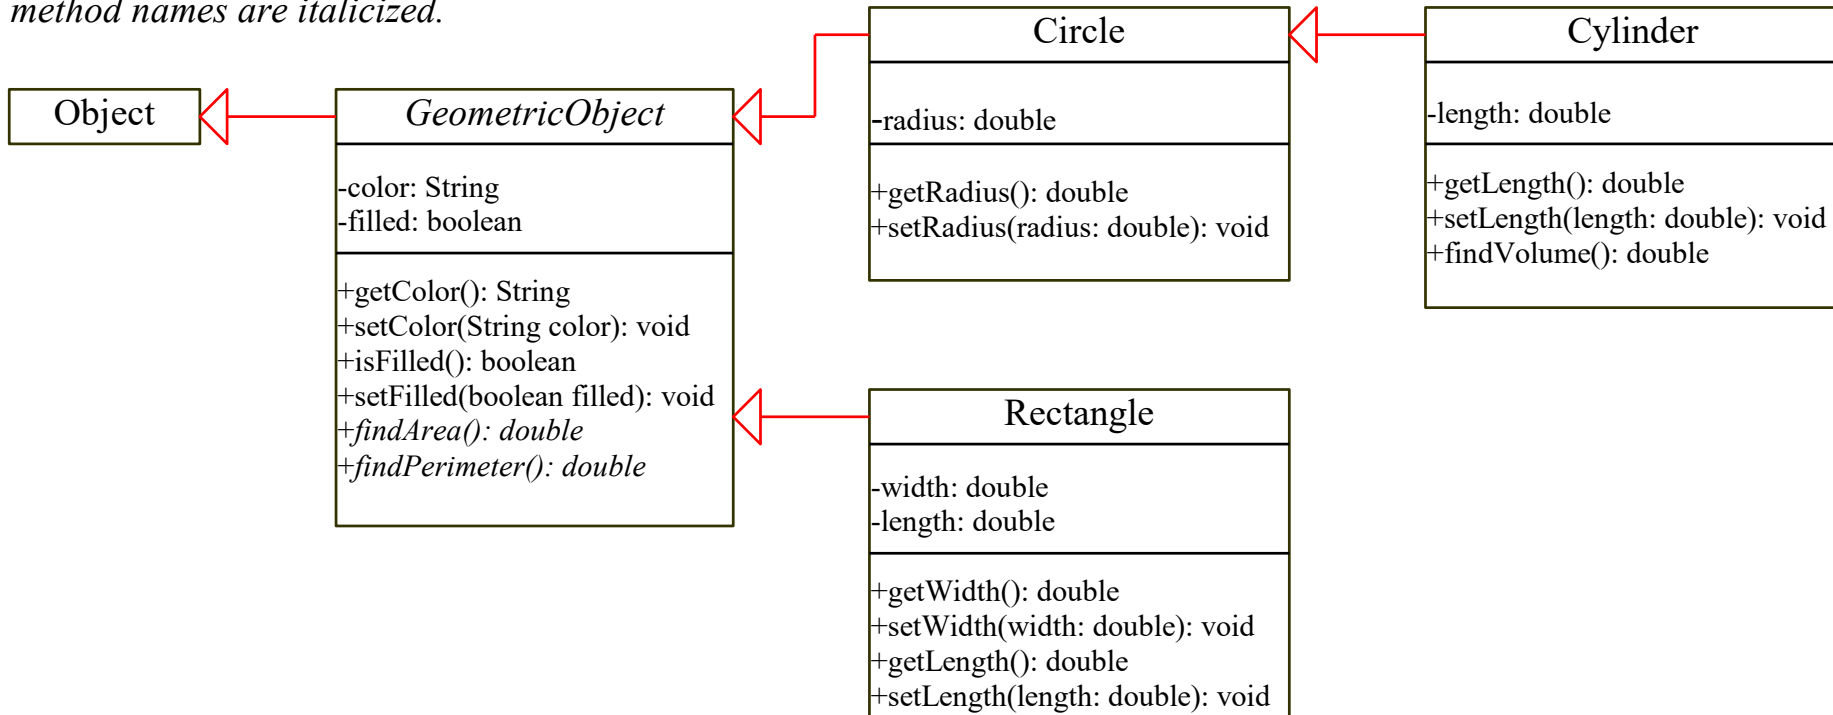 method names are italicized.
Object
GeometricObject
-color: String
-filled: boolean
+getColor(): String
+setColor(String color): void
+isFilled(): boolean
+setFilled(boolean filled): void
+findArea(): double
+findPerimeter(): double
Circle
-radius: double
+getRadius(): double
+setRadius(radius: double): void
Cylinder
-length: double
+getLength(): double
+setLength(length: double): void
+findVolume(): double
Rectangle
-width: double
-length: double
+getWidth(): double
+setWidth(width: double): void
+getLength(): double
+setLength(length: double): void